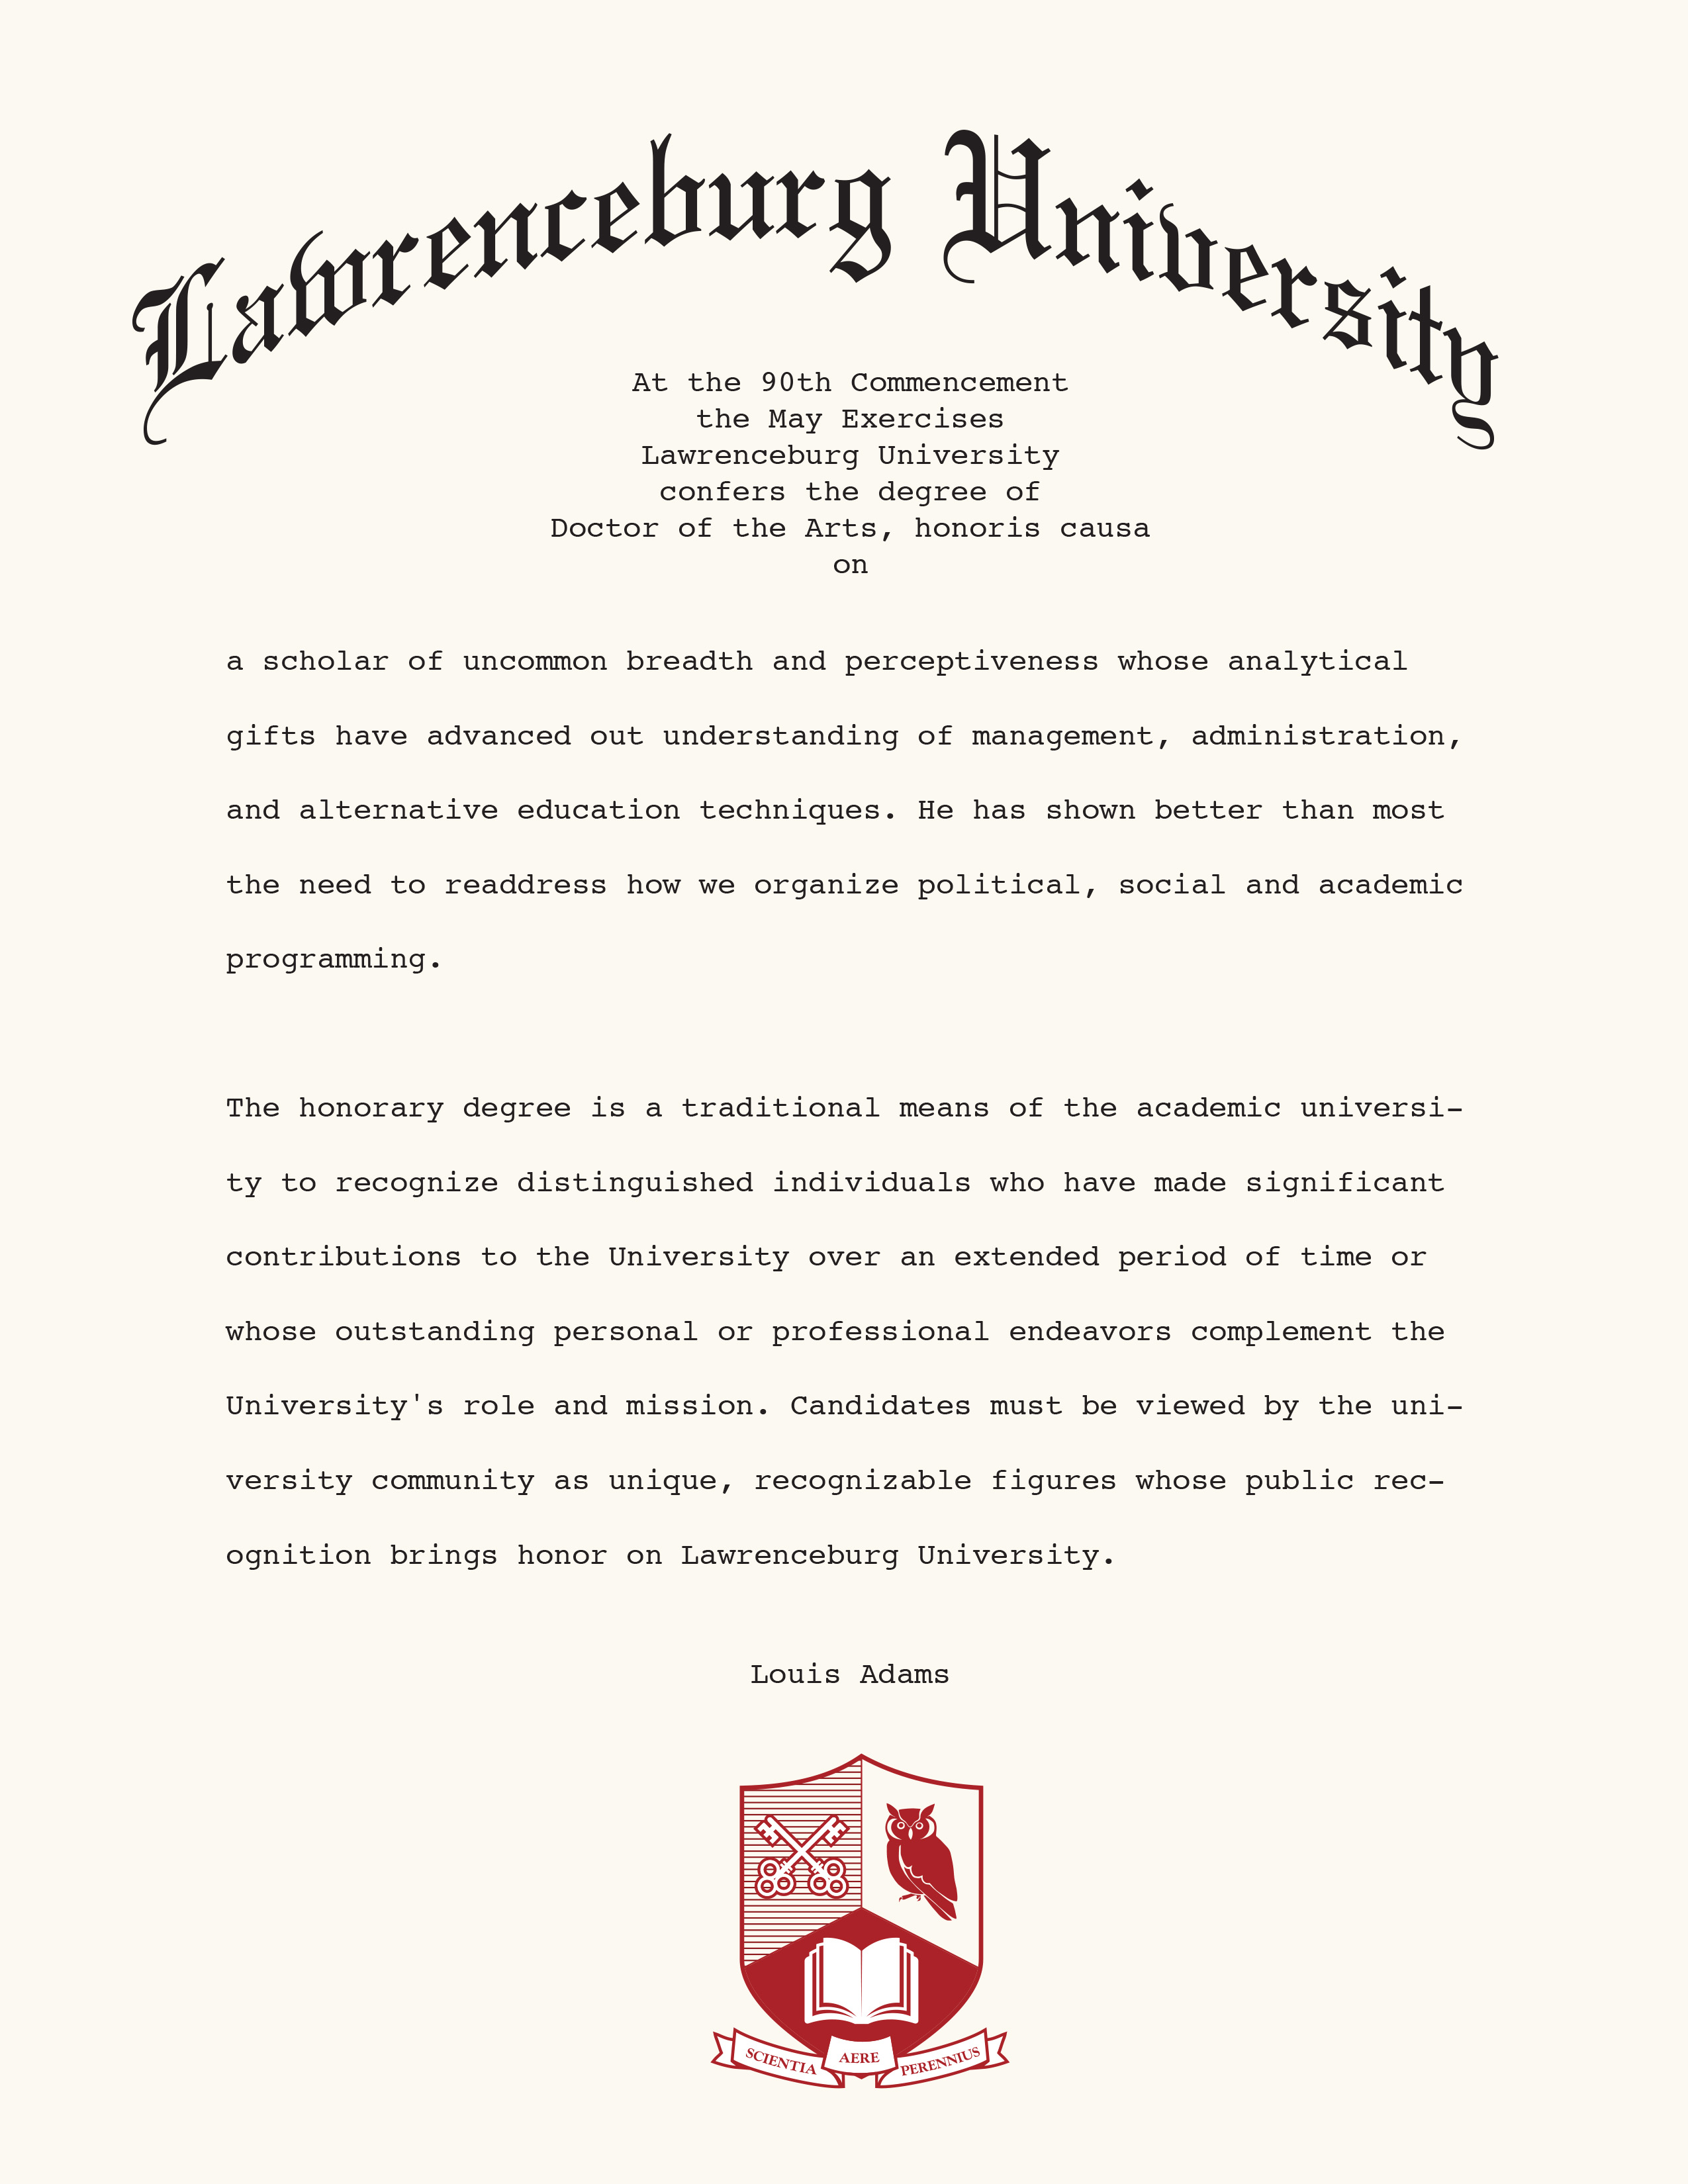 Lawrenceburg University
At the 90th Commencement
the May Exercises
Lawrenceburg University
confers the degree of
Doctor of the Arts, honoris causa
on
a scholar of uncommon breadth and perceptiveness whose analytical
gifts have advanced out understanding of management, administration,
and alternative education techniques. He has shown better than most
the need to readdress how we organize political, social and academic
programming.
The honorary degree is a traditional means of the academic universi-
ty to recognize distinguished individuals who have made significant
contributions to the University over an extended period of time or
whose outstanding personal or professional endeavors complement the
University's role and mission. Candidates must be viewed by the uni-
versity community as unique, recognizable figures whose public rec-
ognition brings honor on Lawrenceburg University.
Louis Adams
SCIENTIA AERE PERENNIUS